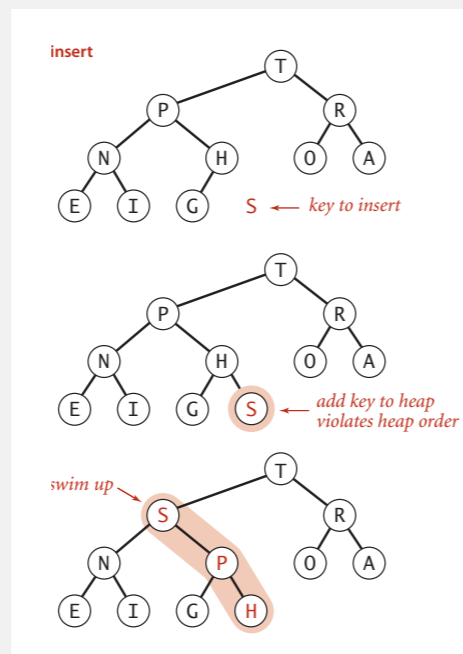 insert
T
P R
N H O A
E I G S key to insert
T
P R
N H O A
E I G S add key to heap
violates heap order
T
swim up
S R
N P O A
E I G H